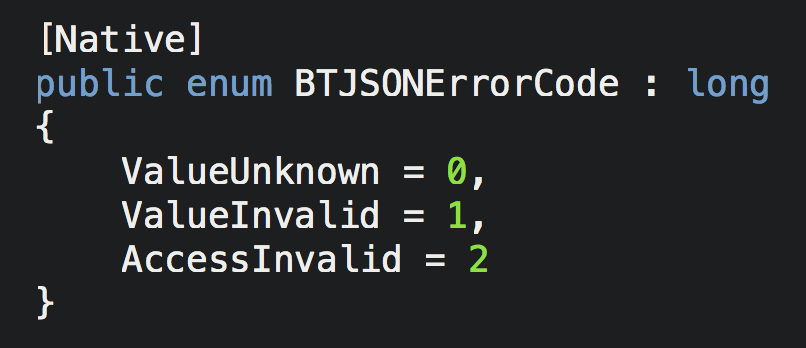 [Native]
public enum BTJSONErrorCode : long
{
    ValueUnknown = 0,
    ValueInvalid = 1,
    AccessInvalid = 2
}